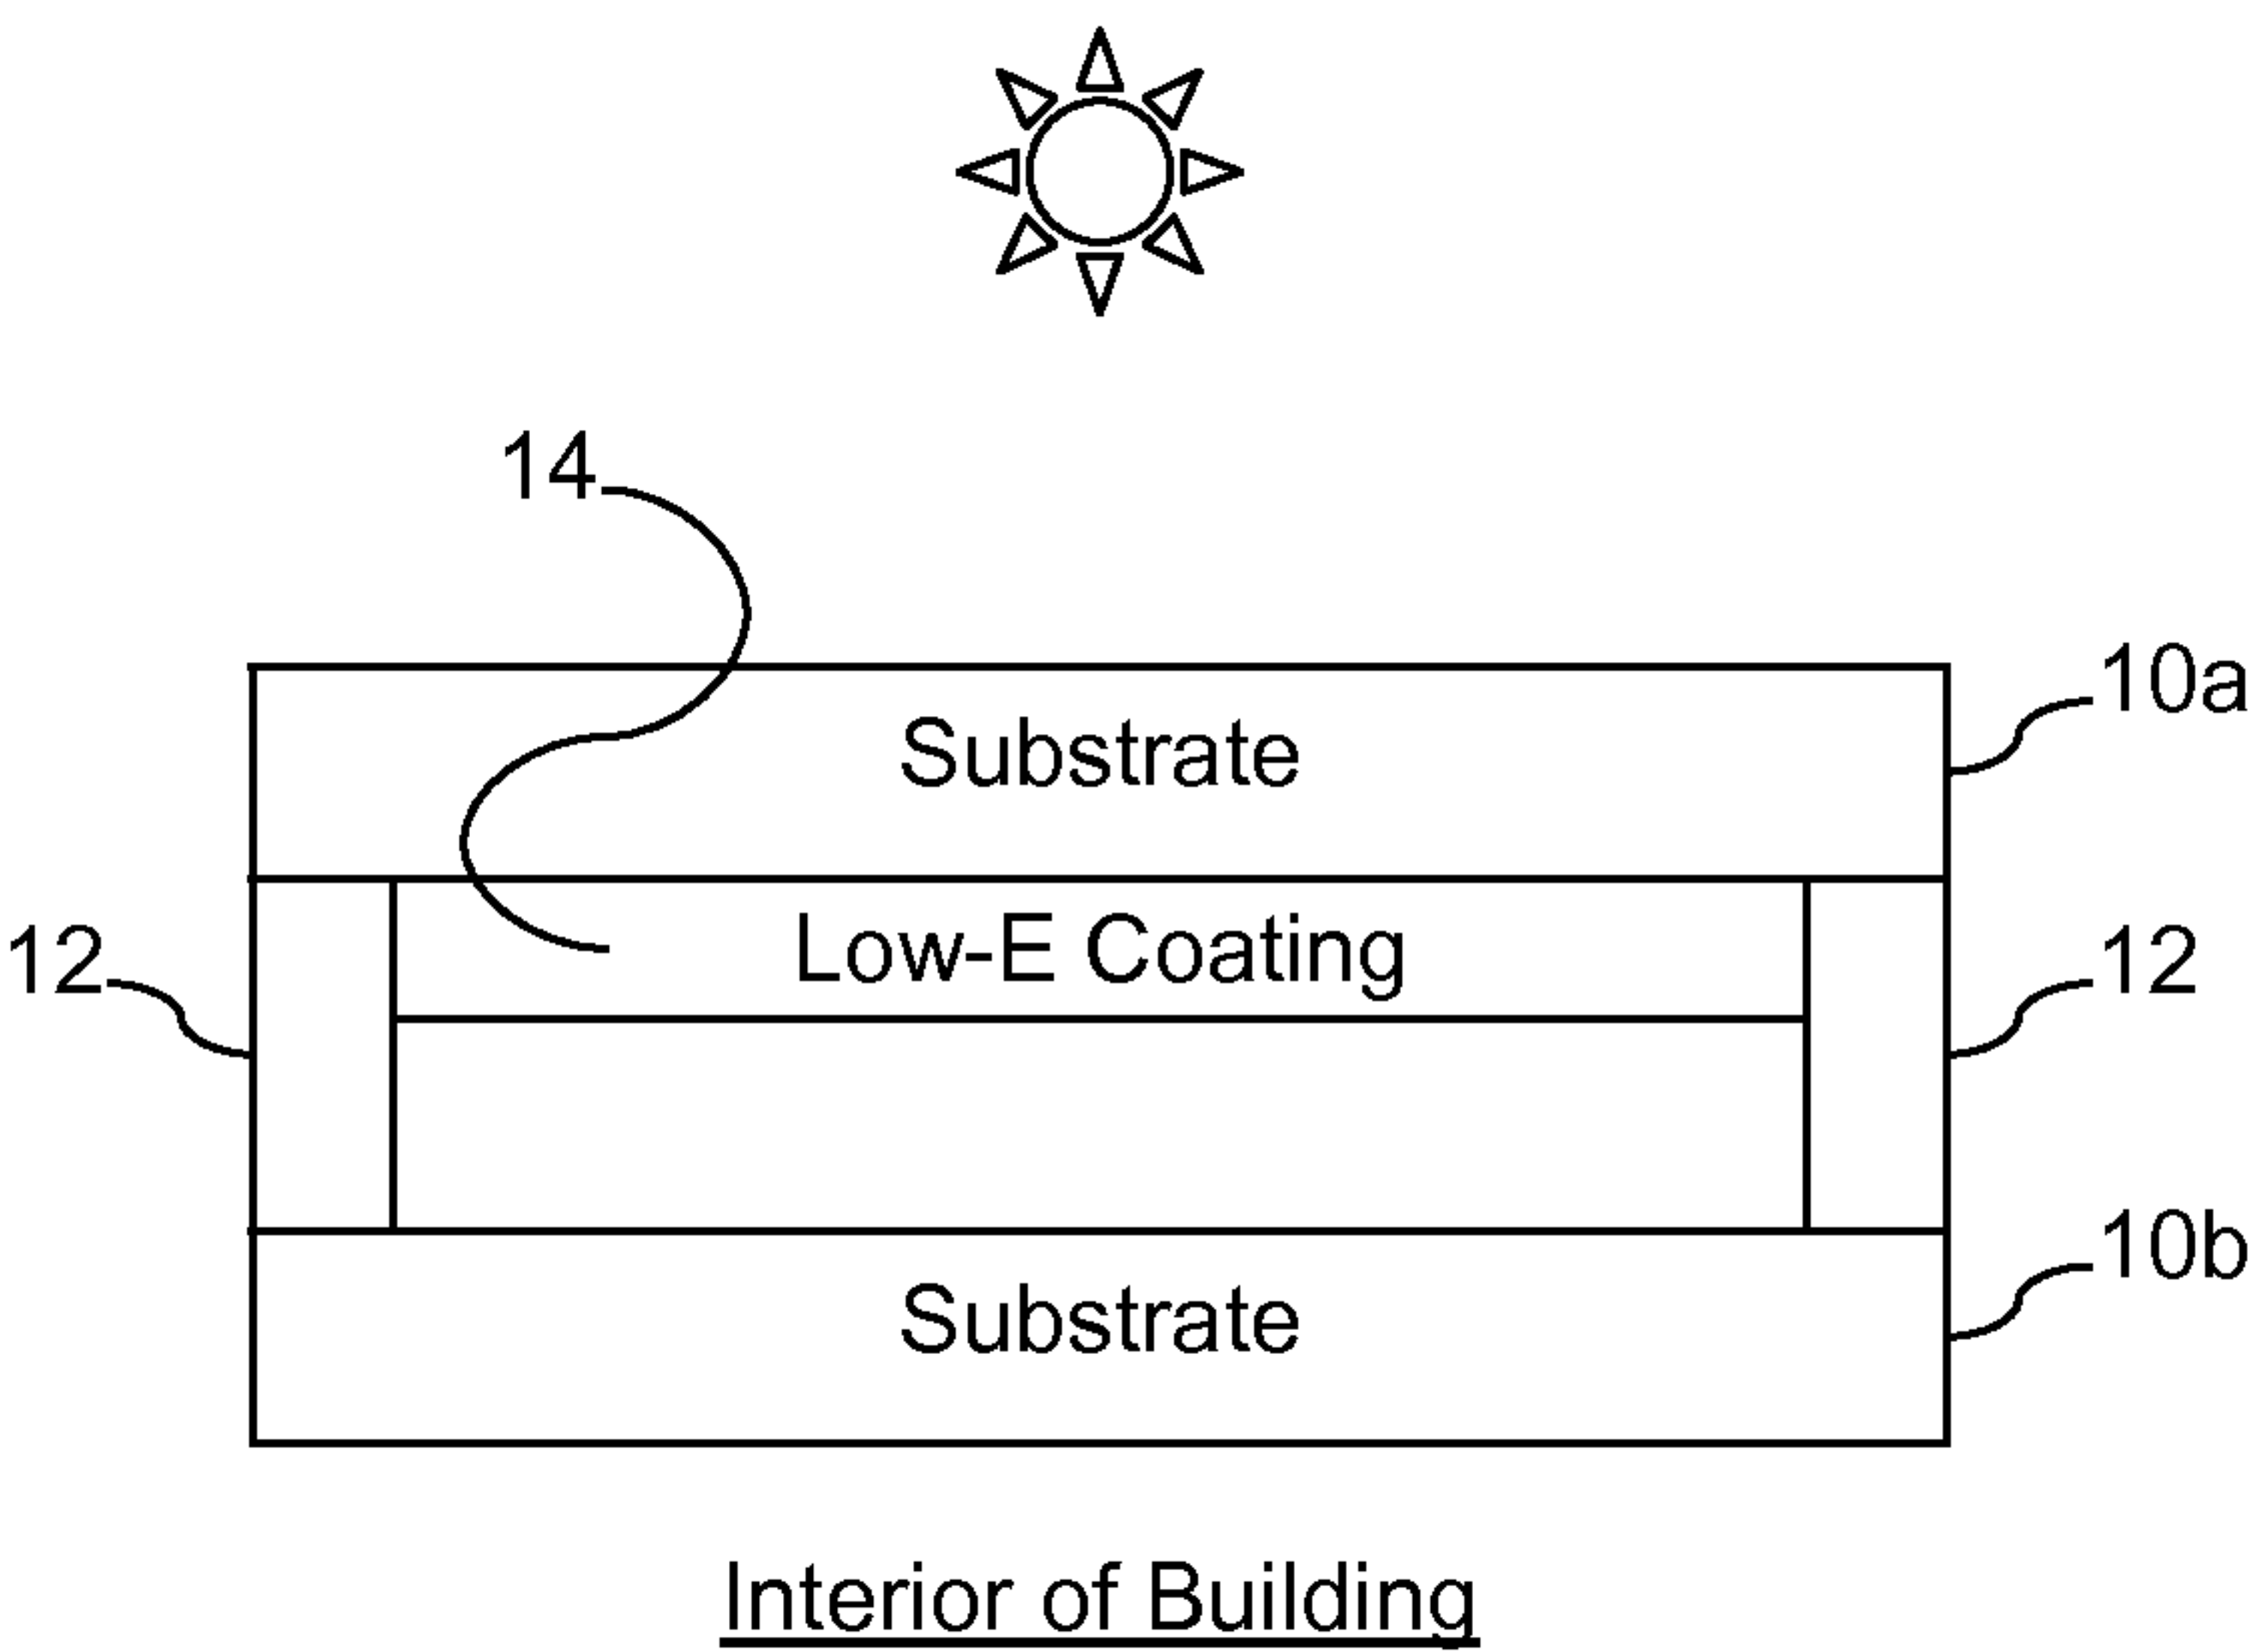 14
10a
Substrate
12
Low-E Coating
12
10b
Substrate
Interior of Building